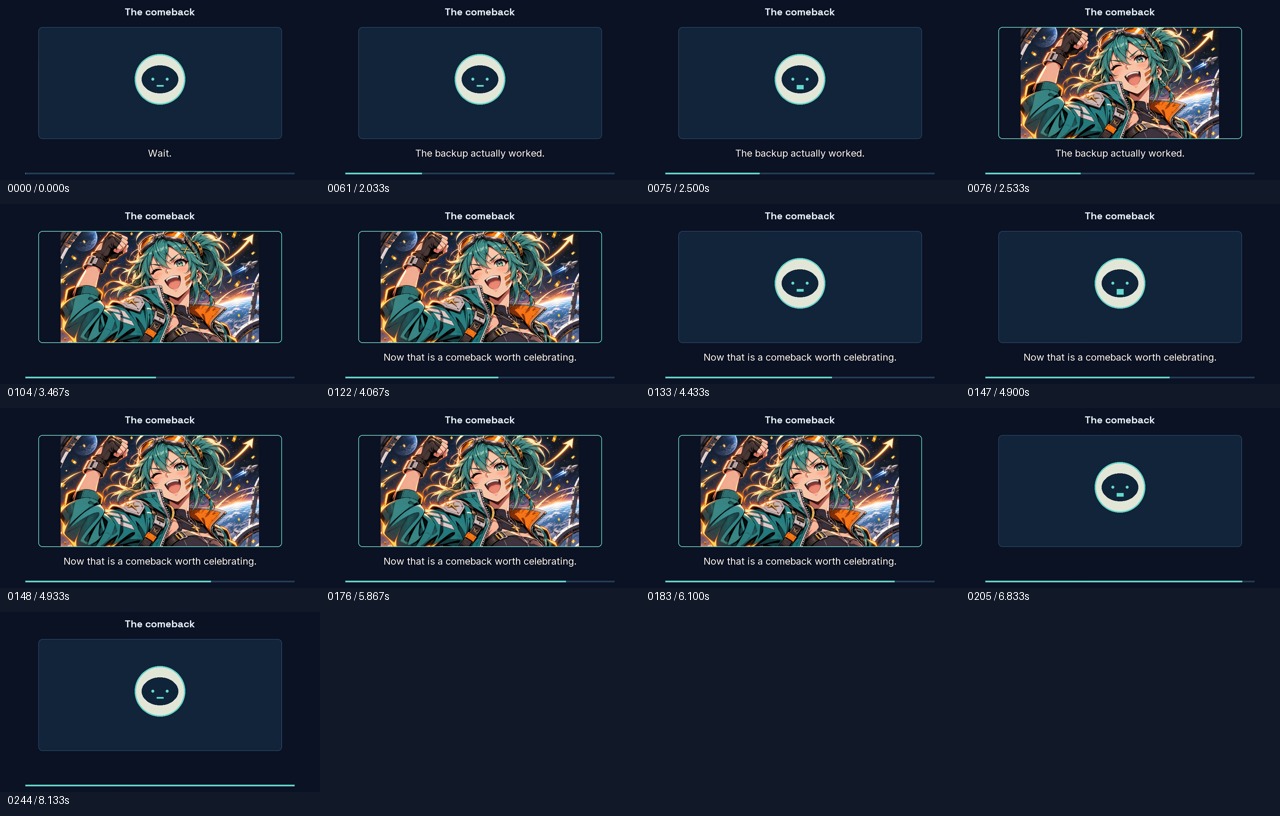 The comeback
The comeback
The comeback
The comeback
Wait.
The backup actually worked.
The backup actually worked.
The backup actually worked.
0000 / 0.000s
0061 / 2.033s
0075 / 2.500s
0076 / 2.533s
The comeback
The comeback
The comeback
The comeback
Now that is a comeback worth celebrating.
Now that is a comeback worth celebrating.
Now that is a comeback worth celebrating.
0104 / 3.467s
0122 / 4.067s
0133 / 4.433s
0147 / 4.900s
The comeback
The comeback
The comeback
The comeback
Now that is a comeback worth celebrating.
Now that is a comeback worth celebrating.
Now that is a comeback worth celebrating.
0148 / 4.933s
0176 / 5.867s
0183 / 6.100s
0205 / 6.833s
The comeback
0244 / 8.133s